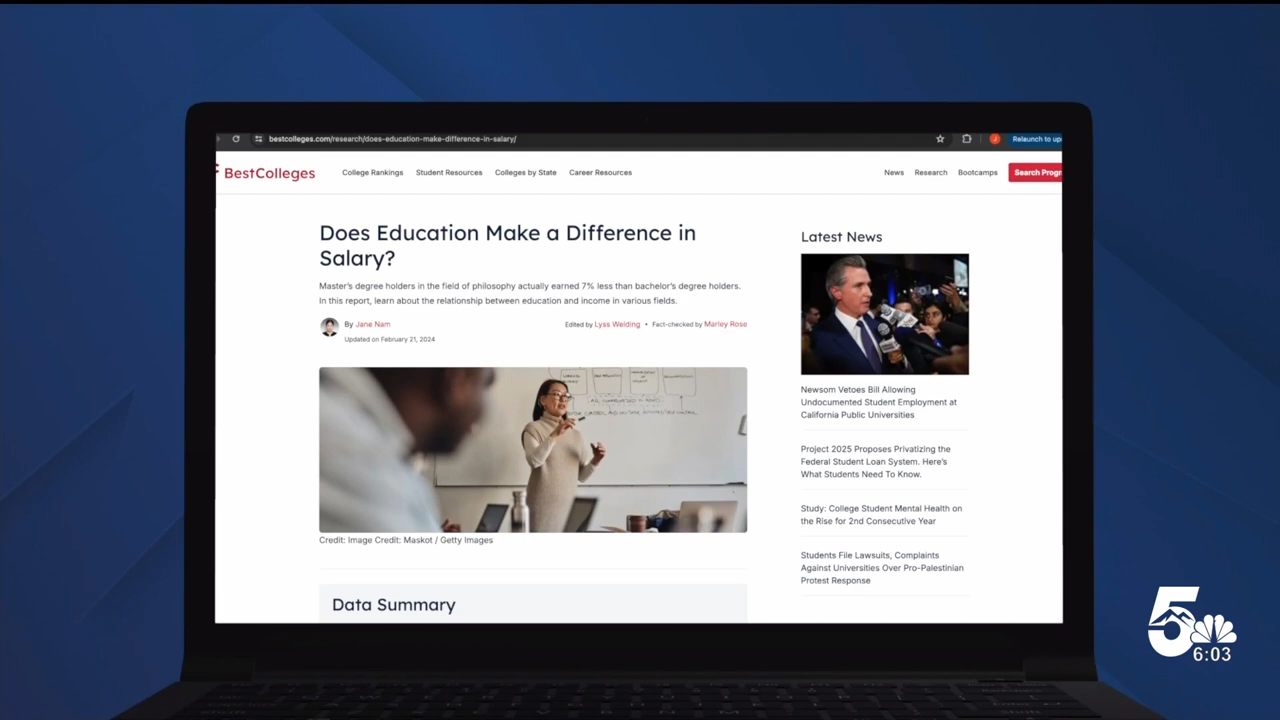 bestcolleges.com/research/does-education-make-difference-in-salary/
Relaunch to up
BestColleges
College Rankings
Student Resources
Colleges by State
Career Resources
News
Research
Bootcamps
Search Progr
Does Education Make a Difference in
Salary?
Master's degree holders in the field of philosophy actually earned 7% less than bachelor's degree holders.
In this report, learn about the relationship between education and income in various fields.
By Jane Nam
Edited by Lyss Welding • Fact-checked by Marley Rose
Updated on February 21, 2024
Credit: Image Credit: Maskot / Getty Images
Data Summary
Latest News
Newsom Vetoes Bill Allowing
Undocumented Student Employment at
California Public Universities
Project 2025 Proposes Privatizing the
Federal Student Loan System. Here's
What Students Need To Know.
Study: College Student Mental Health on
the Rise for 2nd Consecutive Year
Students File Lawsuits, Complaints
Against Universities Over Pro-Palestinian
Protest Response
5
6:03